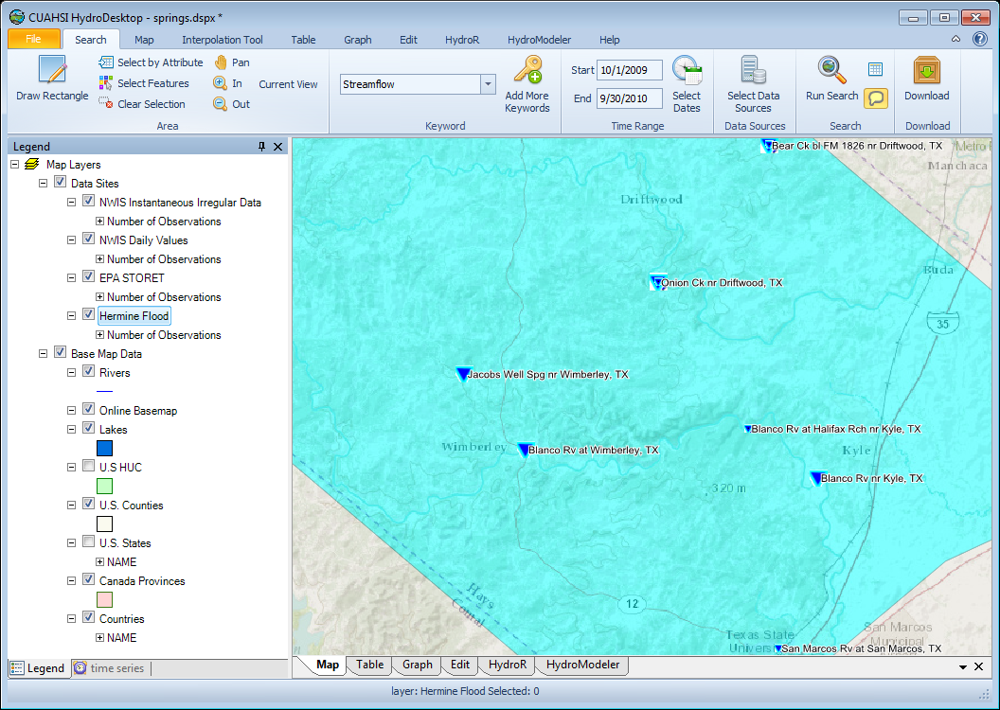 CUAHSI HydroDesktop - springs.dspx *
File
Search
Map
Interpolation Tool
Table
Graph
Edit
HydroR
HydroModeler
Help
Draw Rectangle
Select by Attribute
Select Features
Clear Selection
Pan
In
Out
Current View
Area
Streamflow
Add More
Keywords
Keyword
Start 10/1/2009
End 9/30/2010
Select
Dates
Time Range
Select Data
Sources
Data Sources
Run Search
Search
Download
Download
Legend
Map Layers
Data Sites
NWIS Instantaneous Irregular Data
Number of Observations
NWIS Daily Values
Number of Observations
EPA STORET
Number of Observations
Hermine Flood
Number of Observations
Base Map Data
Rivers
Online Basemap
Lakes
U.S HUC
U.S. Counties
U.S. States
NAME
Canada Provinces
Countries
NAME
Legend
time series
Bear Ck bl FM 1826 nr Driftwood, TX
Metro
Manchaca
Driftwood
Buda
Onion Ck nr Driftwood, TX
35
Jacobs Well Spg nr Wimberley, TX
Blanco Rv at Halifax Rch nr Kyle, TX
Wimberley
Blanco Rv at Wimberley, TX
Kyle
Blanco Rv nr Kyle, TX
320 m
Hays
Comal
12
San Marcos
Municipal
Texas State
University
San Marcos Rv at San Marcos, TX
Map
Table
Graph
Edit
HydroR
HydroModeler
layer: Hermine Flood Selected: 0